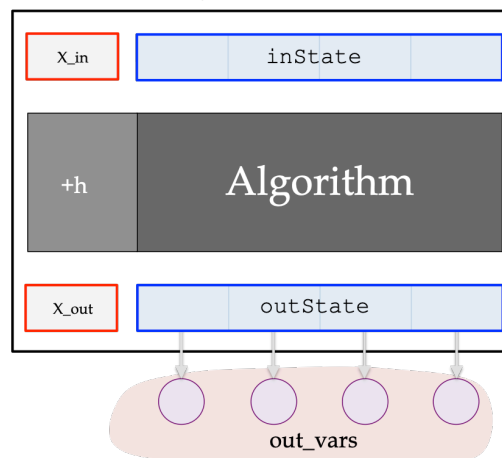 X_in
inState
+h
Algorithm
X_out
outState
out_vars